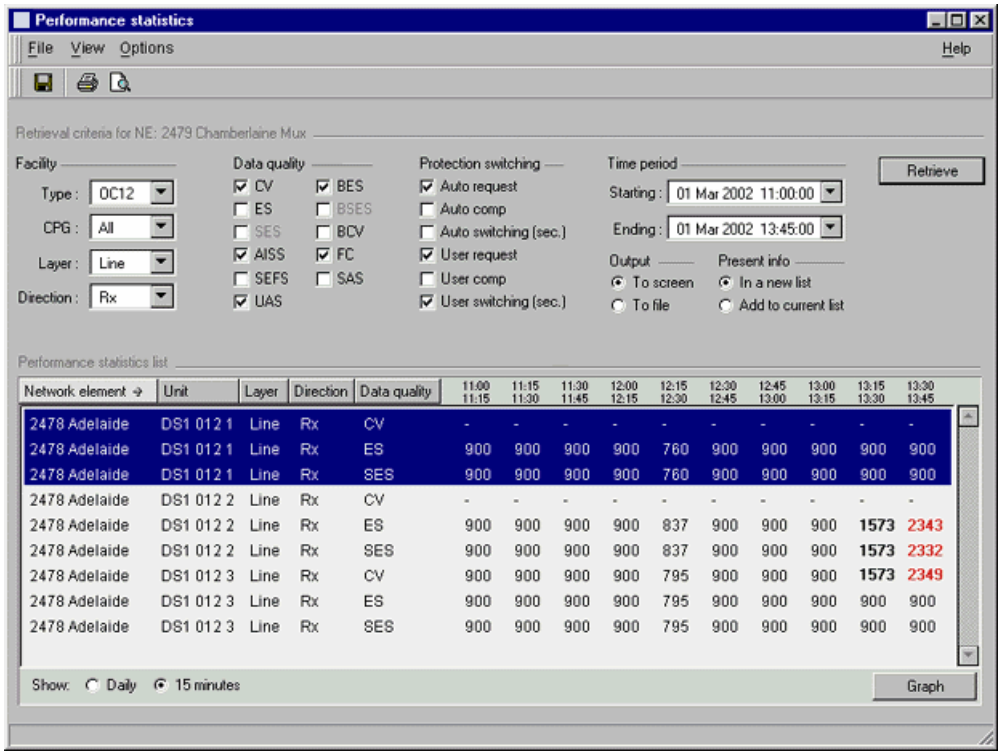 Performance statistics
File View Options Help
Retrieval criteria for NE: 2479 Chamberlaine Mux
Facility Data quality Protection switching Time period Retrieve
Type : OC12 CV BES Auto request Starting : 01 Mar 2002 11:00:00
CPG : All ES BSES Auto comp
SES BCV Auto switching (sec.) Ending : 01 Mar 2002 13:45:00
Layer : Line AISS FC User request Output Present info
SEFS SAS User comp To screen In a new list
Direction : Rx UAS User switching (sec.) To file Add to current list
Performance statistics list
Network element → Unit Layer Direction Data quality 11:00 11:15 11:30 12:00 12:15 12:30 12:45 13:00 13:15 13:30
11:15 11:30 11:45 12:15 12:30 12:45 13:00 13:15 13:30 13:45
2478 Adelaide DS1 012 1 Line Rx CV - - - - - - - - - -
2478 Adelaide DS1 012 1 Line Rx ES 900 900 900 900 760 900 900 900 900 900
2478 Adelaide DS1 012 1 Line Rx SES 900 900 900 900 760 900 900 900 900 900
2478 Adelaide DS1 012 2 Line Rx CV - - - - - - - - - -
2478 Adelaide DS1 012 2 Line Rx ES 900 900 900 900 837 900 900 900 1573 2343
2478 Adelaide DS1 012 2 Line Rx SES 900 900 900 900 837 900 900 900 1573 2332
2478 Adelaide DS1 012 3 Line Rx CV 900 900 900 900 795 900 900 900 1573 2349
2478 Adelaide DS1 012 3 Line Rx ES 900 900 900 900 795 900 900 900 900 900
2478 Adelaide DS1 012 3 Line Rx SES 900 900 900 900 795 900 900 900 900 900
Show: Daily 15 minutes Graph